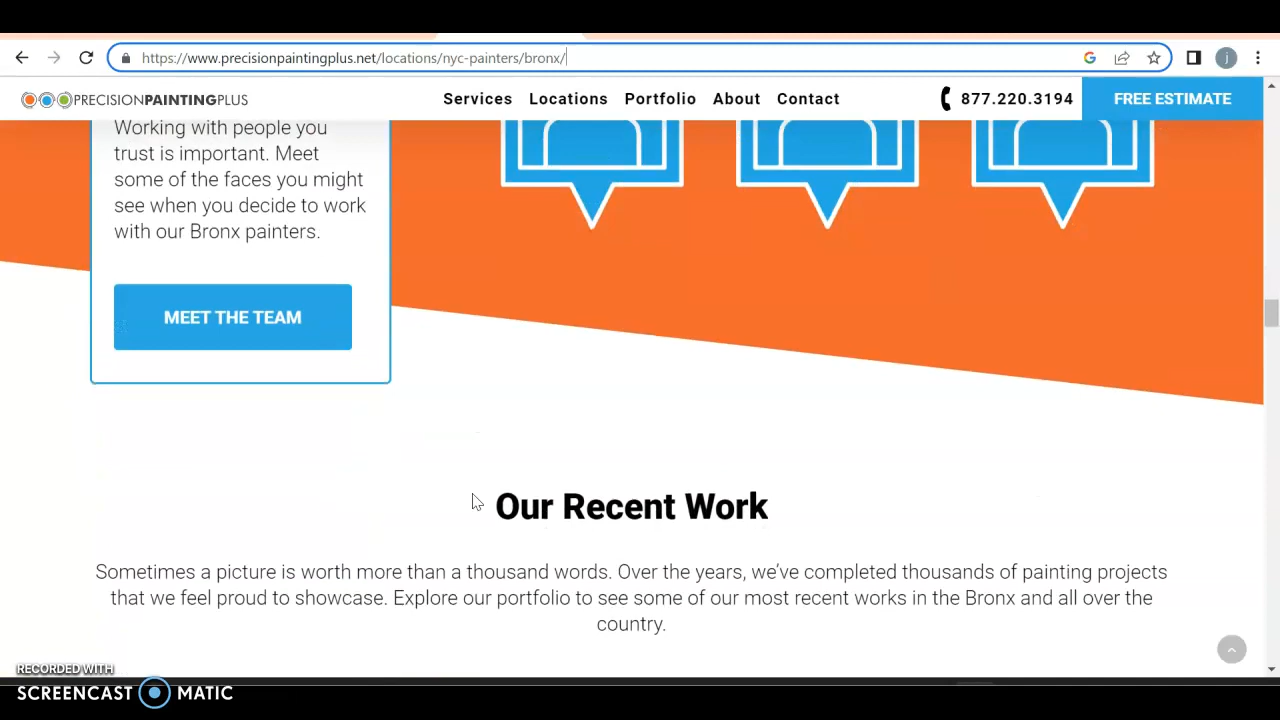 https://www.precisionpaintingplus.net/locations/nyc-painters/bronx/
G
j
PRECISIONPAINTINGPLUS
Services Locations Portfolio About Contact
877.220.3194
FREE ESTIMATE
Working with people you
trust is important. Meet
some of the faces you might
see when you decide to work
with our Bronx painters.
MEET THE TEAM
Our Recent Work
Sometimes a picture is worth more than a thousand words. Over the years, we’ve completed thousands of painting projects
that we feel proud to showcase. Explore our portfolio to see some of our most recent works in the Bronx and all over the
country.
RECORDED WITH
SCREENCAST MATIC